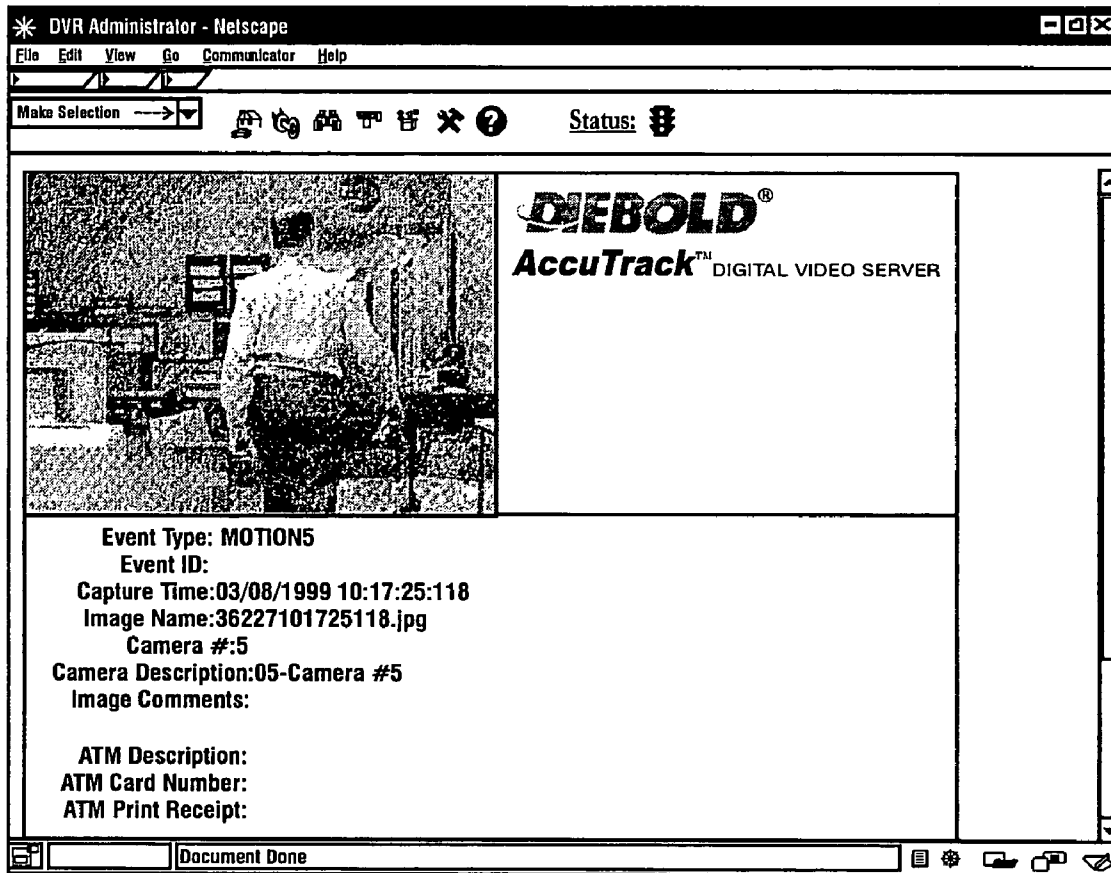 DVR Administrator - Netscape
File Edit View Go Communicator Help
Make Selection
Status:
DIEBOLD®
AccuTrack™ DIGITAL VIDEO SERVER
Event Type: MOTION5
Event ID:
Capture Time:03/08/1999 10:17:25:118
Image Name:36227101725118.jpg
Camera #:5
Camera Description:05-Camera #5
Image Comments:
ATM Description:
ATM Card Number:
ATM Print Receipt:
Document Done